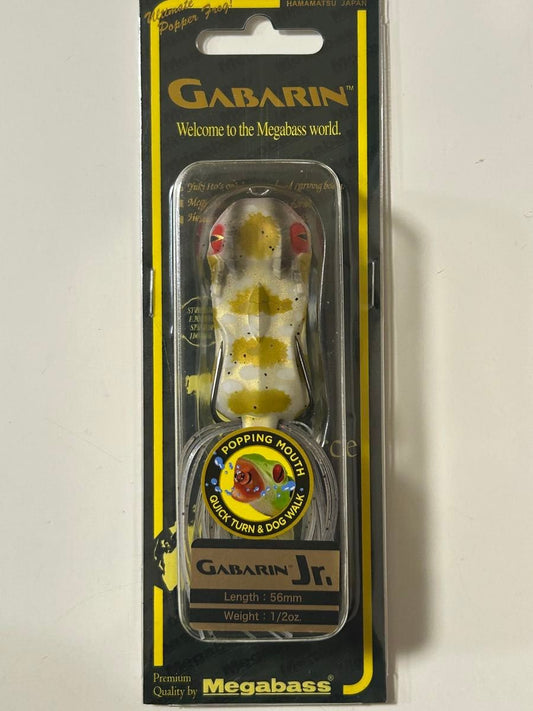 Ultimate
Popper Frog!
HAMAMATSU JAPAN
GABARIN™
Welcome to the Megabass world.
POPPING MOUTH
QUICK TURN & DOG WALK
GABARIN™ Jr.
Length : 56mm
Weight : 1/2oz.
Premium
Quality by Megabass®